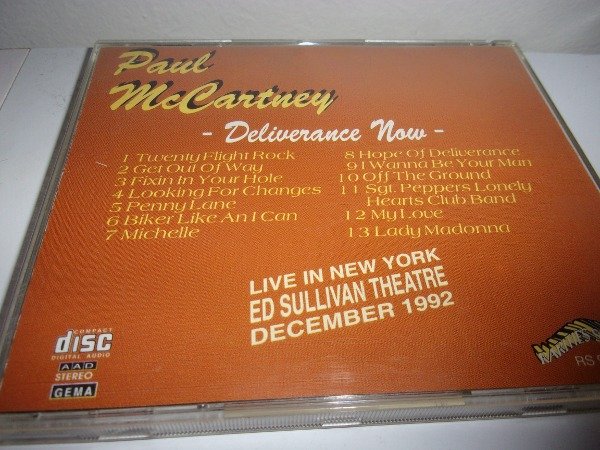 Paul
McCartney
- Deliverance Now -
1 Twenty Flight Rock
2 Get Out Of Way
3 Fixin In Your Hole
4 Looking For Changes
5 Penny Lane
6 Biker Like An I Can
7 Michelle
8 Hope Of Deliverance
9 I Wanna Be Your Man
10 Off The Ground
11 Sgt. Peppers Lonely
Hearts Club Band
12 My Love
13 Lady Madonna
LIVE IN NEW YORK
ED SULLIVAN THEATRE
DECEMBER 1992
COMPACT
disc
DIGITAL AUDIO
AAD
STEREO
GEMA
RS